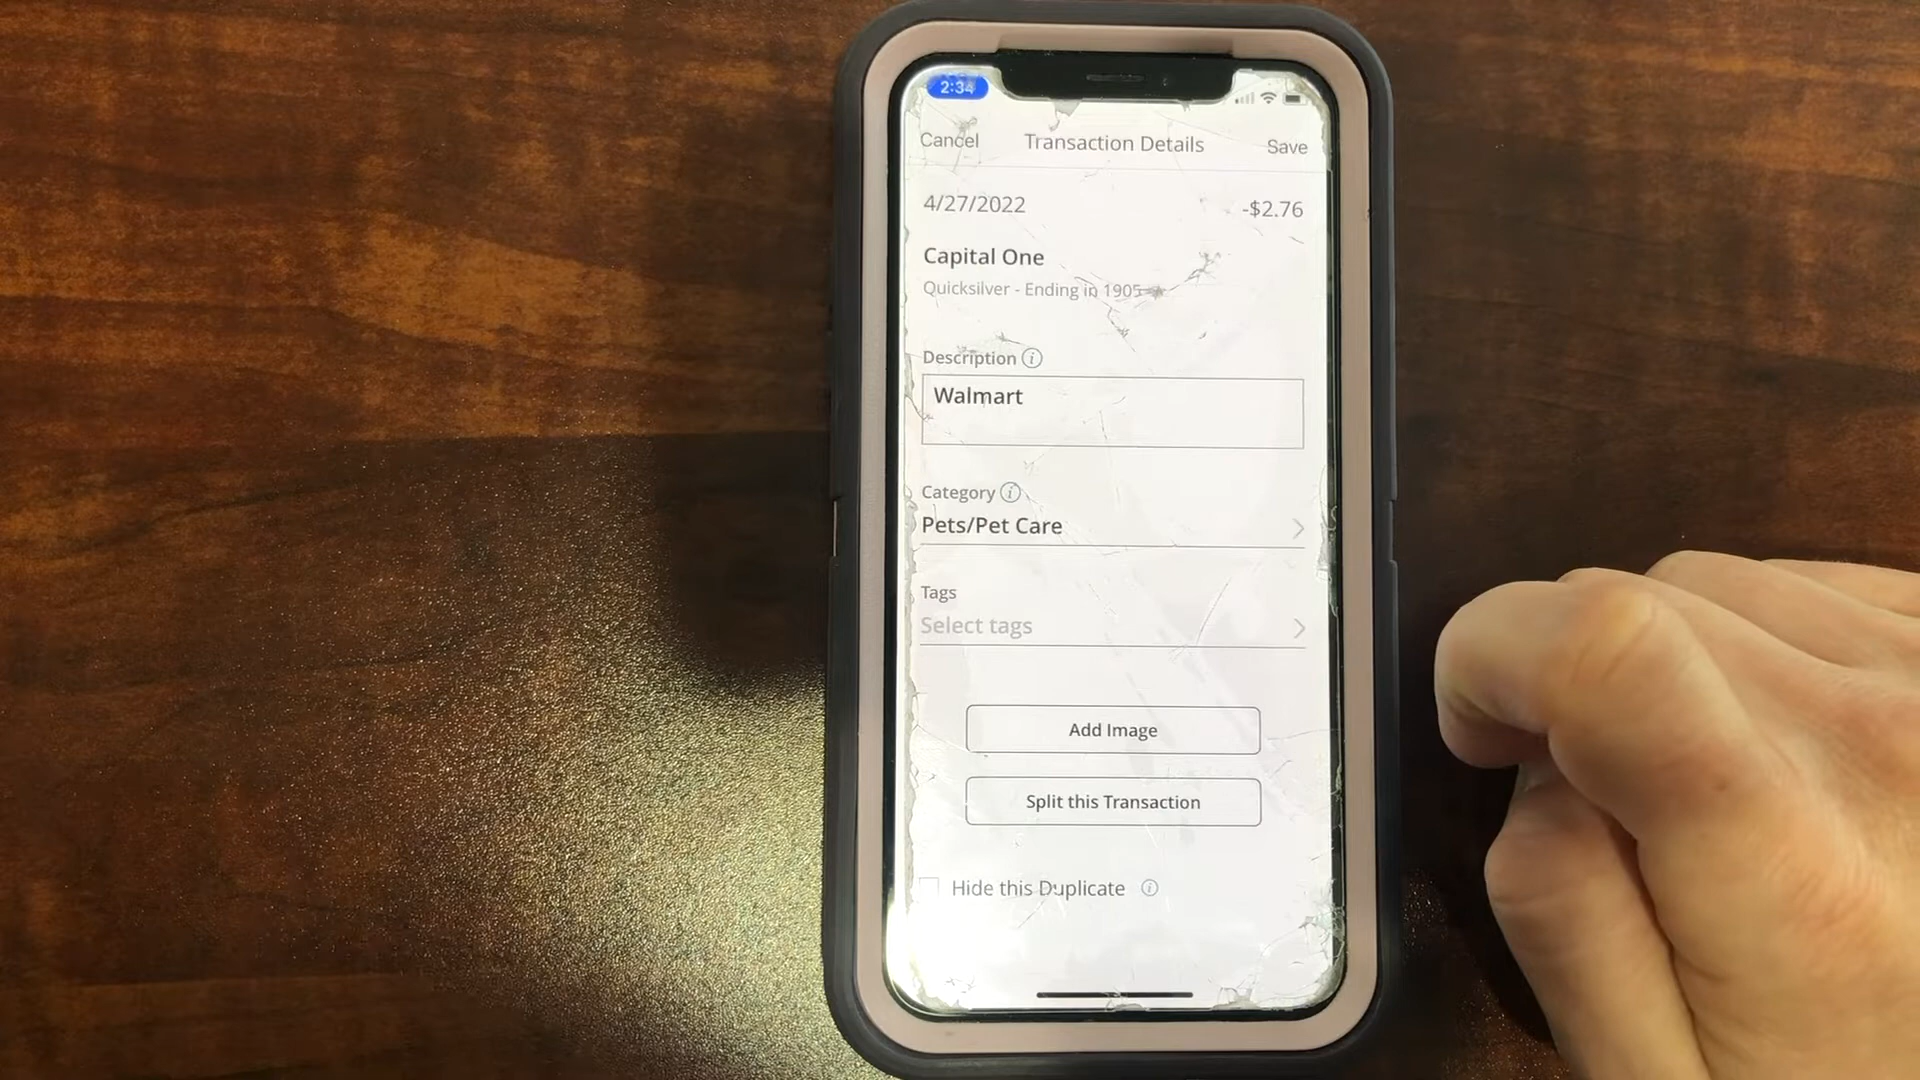 2:34
Cancel Transaction Details Save
4/27/2022 -$2.76
Capital One
Quicksilver - Ending in 1905
Description
Walmart
Category
Pets/Pet Care
Tags
Select tags
Add Image
Split this Transaction
Hide this Duplicate